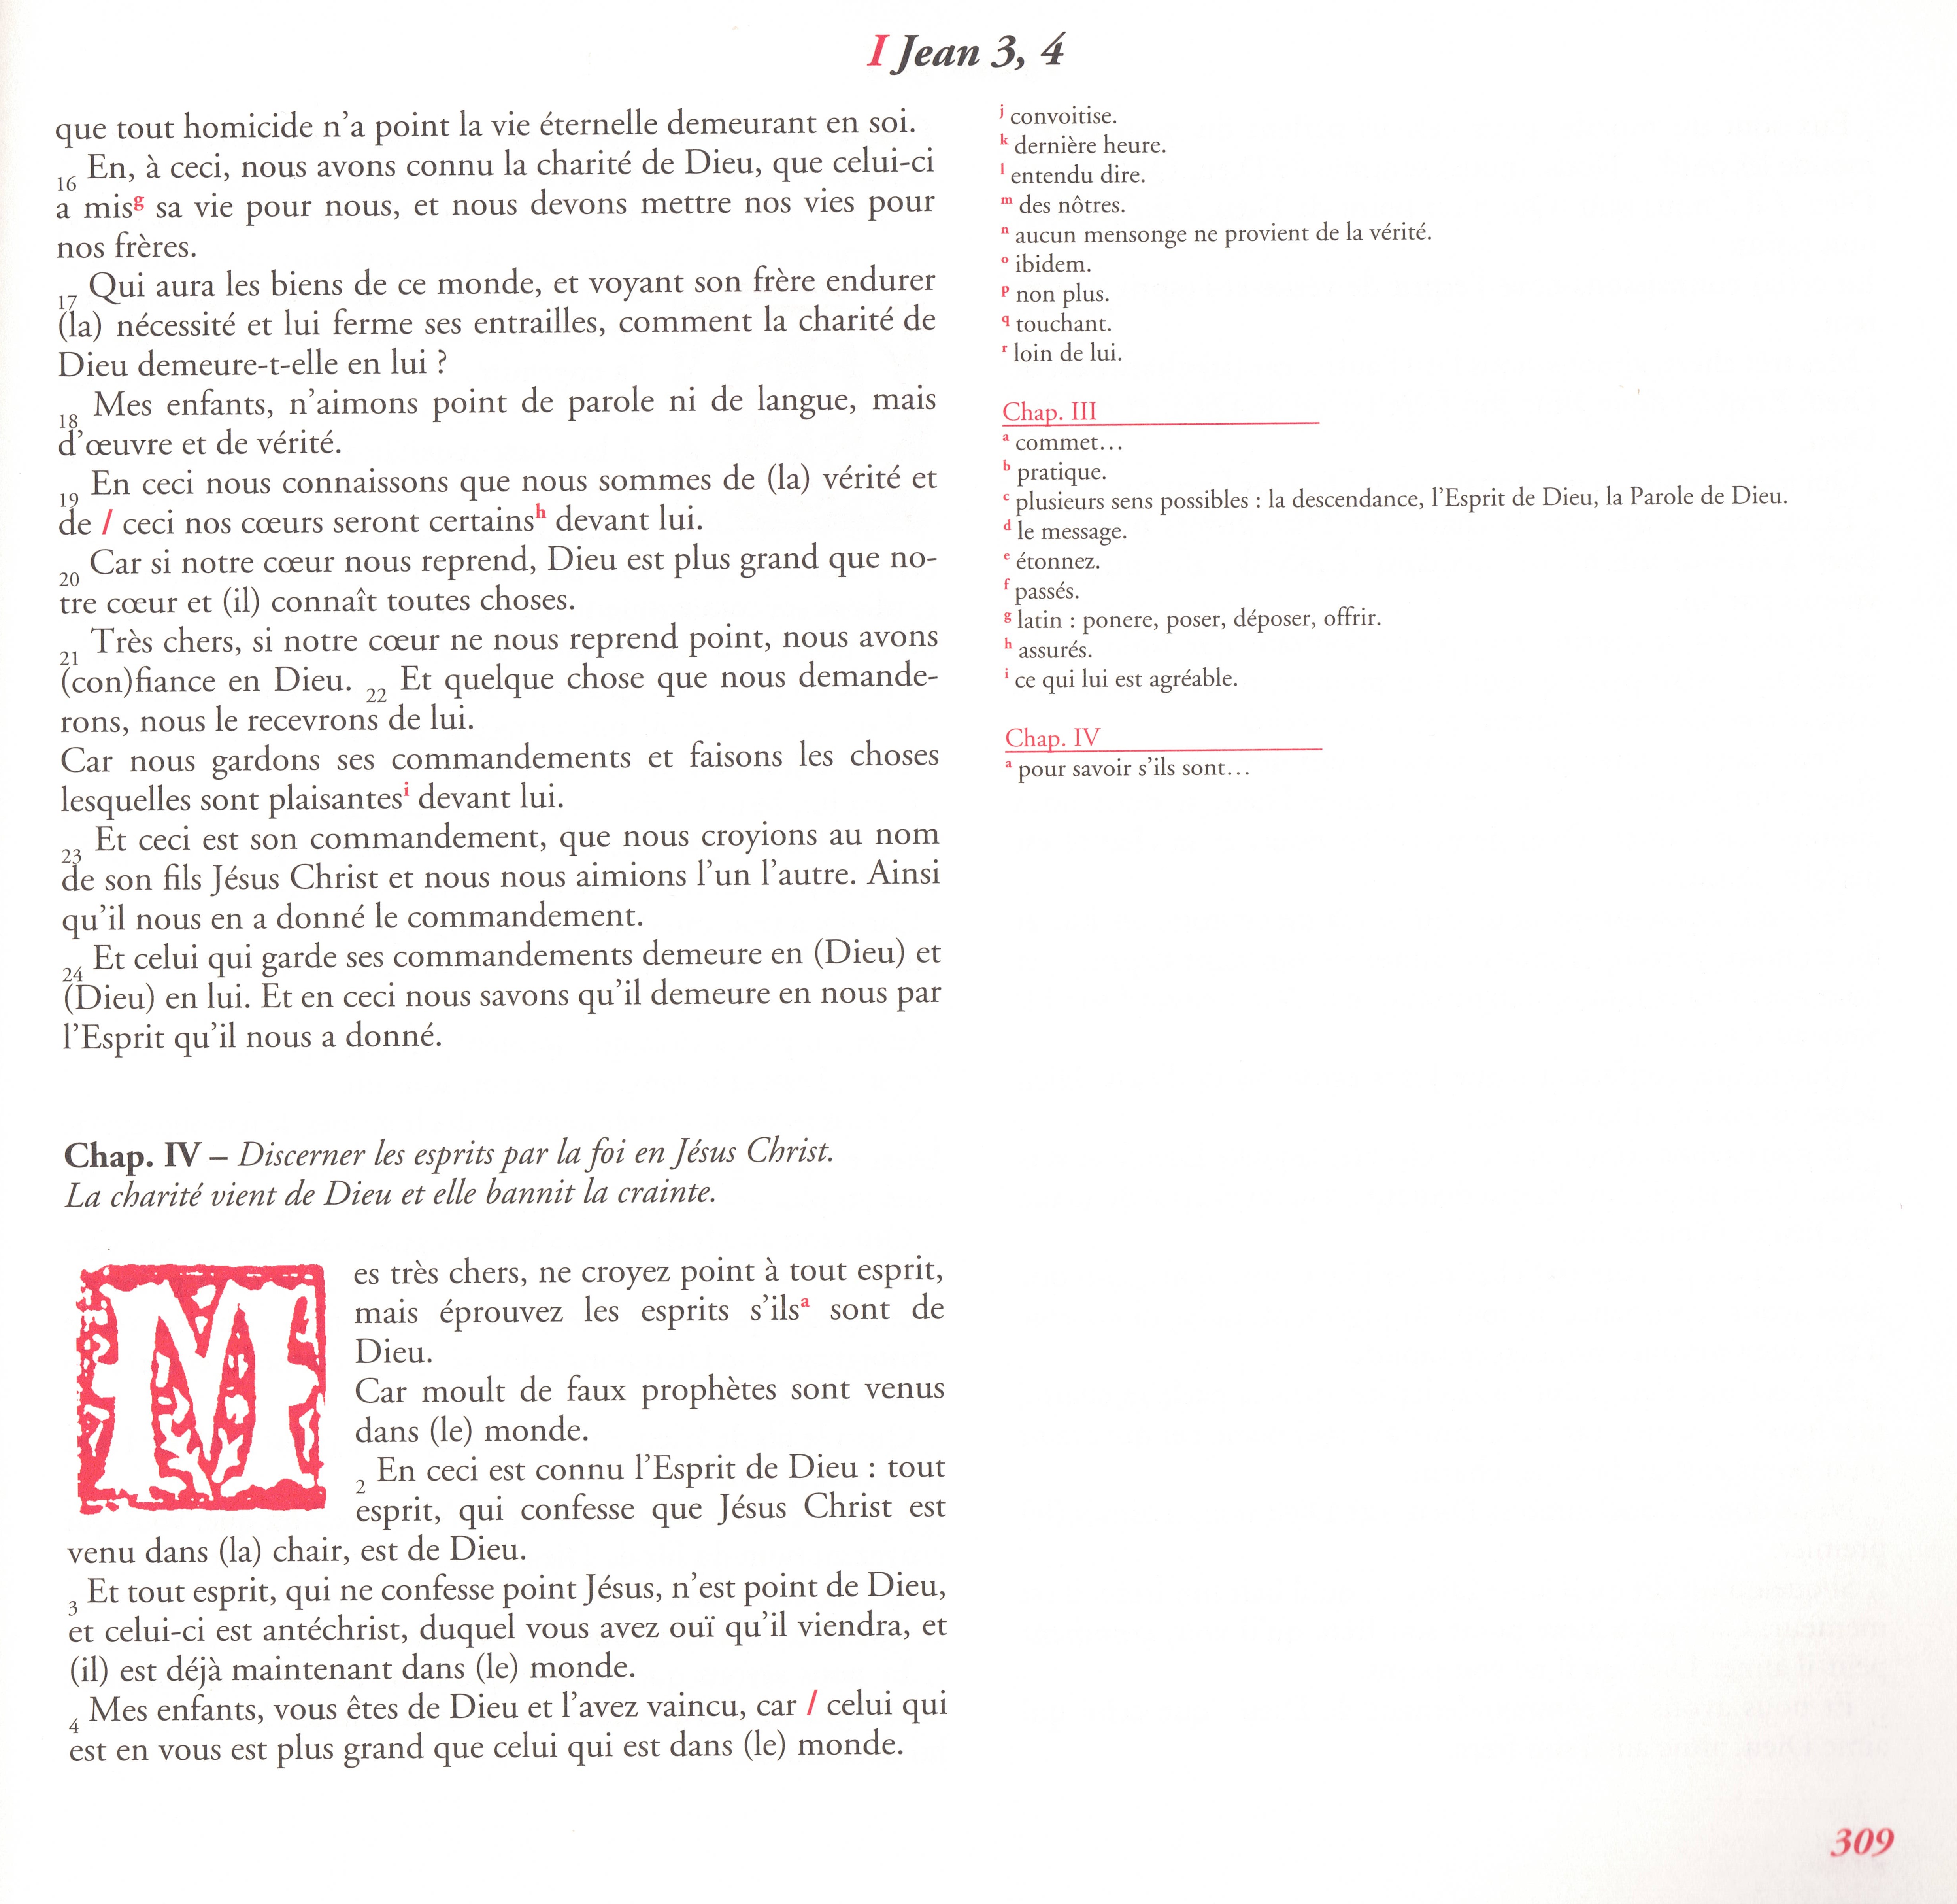 I Jean 3, 4
que tout homicide n’a point la vie éternelle demeurant en soi.
16 En, à ceci, nous avons connu la charité de Dieu, que celui-ci
a misg sa vie pour nous, et nous devons mettre nos vies pour
nos frères.
17 Qui aura les biens de ce monde, et voyant son frère endurer
(la) nécessité et lui ferme ses entrailles, comment la charité de
Dieu demeure-t-elle en lui ?
18 Mes enfants, n’aimons point de parole ni de langue, mais
d’œuvre et de vérité.
19 En ceci nous connaissons que nous sommes de (la) vérité et
de / ceci nos cœurs seront certainsh devant lui.
20 Car si notre cœur nous reprend, Dieu est plus grand que no-
tre cœur et (il) connaît toutes choses.
21 Très chers, si notre cœur ne nous reprend point, nous avons
(con)fiance en Dieu. 22 Et quelque chose que nous demande-
rons, nous le recevrons de lui.
Car nous gardons ses commandements et faisons les choses
lesquelles sont plaisantesi devant lui.
23 Et ceci est son commandement, que nous croyions au nom
de son fils Jésus Christ et nous nous aimions l’un l’autre. Ainsi
qu’il nous en a donné le commandement.
24 Et celui qui garde ses commandements demeure en (Dieu) et
(Dieu) en lui. Et en ceci nous savons qu’il demeure en nous par
l’Esprit qu’il nous a donné.
Chap. IV – Discerner les esprits par la foi en Jésus Christ.
La charité vient de Dieu et elle bannit la crainte.
Mes très chers, ne croyez point à tout esprit,
mais éprouvez les esprits s’ilsa sont de
Dieu.
Car moult de faux prophètes sont venus
dans (le) monde.
2 En ceci est connu l’Esprit de Dieu : tout
esprit, qui confesse que Jésus Christ est
venu dans (la) chair, est de Dieu.
3 Et tout esprit, qui ne confesse point Jésus, n’est point de Dieu,
et celui-ci est antéchrist, duquel vous avez ouï qu’il viendra, et
(il) est déjà maintenant dans (le) monde.
4 Mes enfants, vous êtes de Dieu et l’avez vaincu, car / celui qui
est en vous est plus grand que celui qui est dans (le) monde.
j convoitise.
k dernière heure.
l entendu dire.
m des nôtres.
n aucun mensonge ne provient de la vérité.
o ibidem.
p non plus.
q touchant.
r loin de lui.
Chap. III
a commet…
b pratique.
c plusieurs sens possibles : la descendance, l’Esprit de Dieu, la Parole de Dieu.
d le message.
e étonnez.
f passés.
g latin : ponere, poser, déposer, offrir.
h assurés.
i ce qui lui est agréable.
Chap. IV
a pour savoir s’ils sont…
309